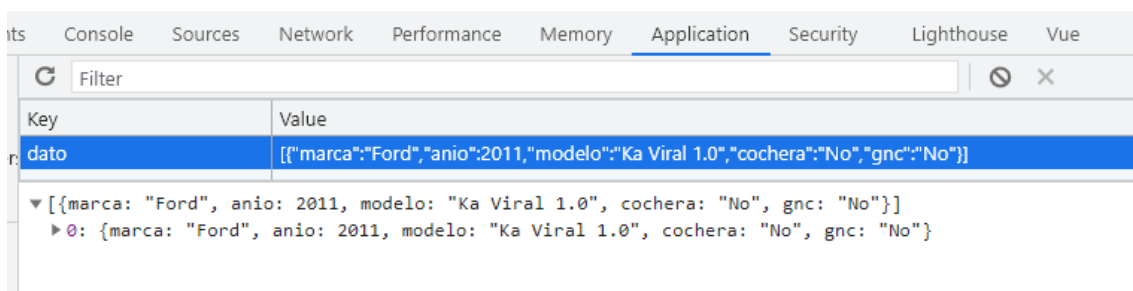 nts Console Sources Network Performance Memory Application Security Lighthouse Vue
Filter
Key Value
dato [{"marca":"Ford","anio":2011,"modelo":"Ka Viral 1.0","cochera":"No","gnc":"No"}]
▼[{marca: "Ford", anio: 2011, modelo: "Ka Viral 1.0", cochera: "No", gnc: "No"}]
▶0: {marca: "Ford", anio: 2011, modelo: "Ka Viral 1.0", cochera: "No", gnc: "No"}